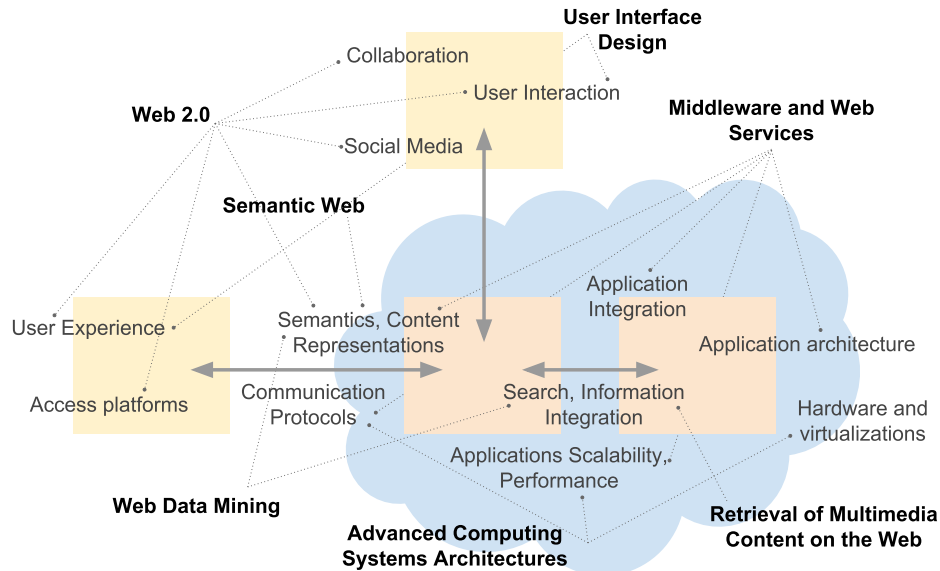 User Interface
Design
Collaboration
User Interaction
Web 2.0
Middleware and Web
Services
Social Media
Semantic Web
Application
Integration
User Experience
Semantics, Content
Representations
Application architecture
Access platforms
Communication
Protocols
Search, Information
Integration
Hardware and
virtualizations
Applications Scalability,
Performance
Web Data Mining
Advanced Computing
Systems Architectures
Retrieval of Multimedia
Content on the Web